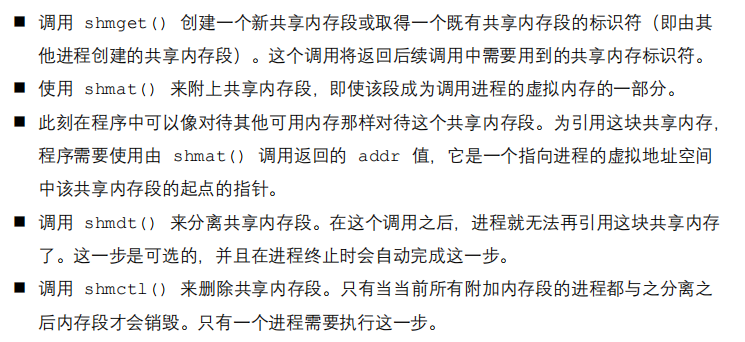 ■ 调用 shmget() 创建一个新共享内存段或取得一个既有共享内存段的标识符（即由其
他进程创建的共享内存段）。这个调用将返回后续调用中需要用到的共享内存标识符。
■ 使用 shmat() 来附上共享内存段，即使该段成为调用进程的虚拟内存的一部分。
■ 此刻在程序中可以像对待其他可用内存那样对待这个共享内存段。为引用这块共享内存，
程序需要使用由 shmat() 调用返回的 addr 值，它是一个指向进程的虚拟地址空间
中该共享内存段的起点的指针。
■ 调用 shmdt() 来分离共享内存段。在这个调用之后，进程就无法再引用这块共享内存
了。这一步是可选的，并且在进程终止时会自动完成这一步。
■ 调用 shmctl() 来删除共享内存段。只有当当前所有附加内存段的进程都与之分离之
后内存段才会销毁。只有一个进程需要执行这一步。